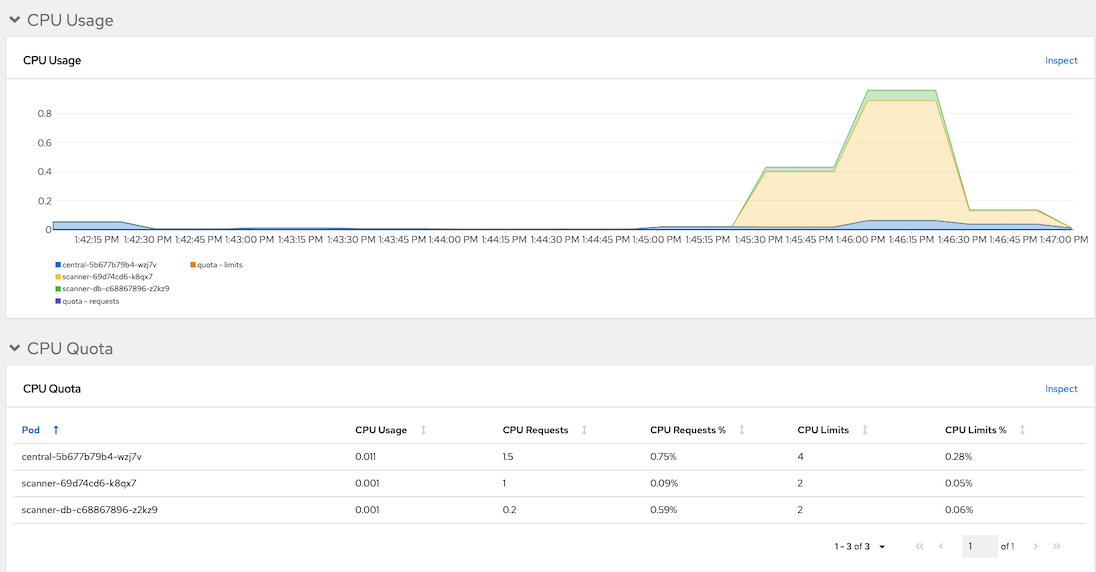 CPU Usage
CPU Usage Inspect
0.8
0.6
0.4
0.2
0
1:42:15 PM 1:42:30 PM 1:42:45 PM 1:43:00 PM 1:43:15 PM 1:43:30 PM 1:43:45 PM 1:44:00 PM 1:44:15 PM 1:44:30 PM 1:44:45 PM 1:45:00 PM 1:45:15 PM 1:45:30 PM 1:45:45 PM 1:46:00 PM 1:46:15 PM 1:46:30 PM 1:46:45 PM 1:47:00 PM
central-5b677b79b4-wzj7v quota - limits
scanner-69d74cd6-k8qx7
scanner-db-c68867896-z2kz9
quota - requests
CPU Quota
CPU Quota Inspect
Pod CPU Usage CPU Requests CPU Requests % CPU Limits CPU Limits %
central-5b677b79b4-wzj7v 0.011 1.5 0.75% 4 0.28%
scanner-69d74cd6-k8qx7 0.001 1 0.09% 2 0.05%
scanner-db-c68867896-z2kz9 0.001 0.2 0.59% 2 0.06%
1 - 3 of 3 1 of 1